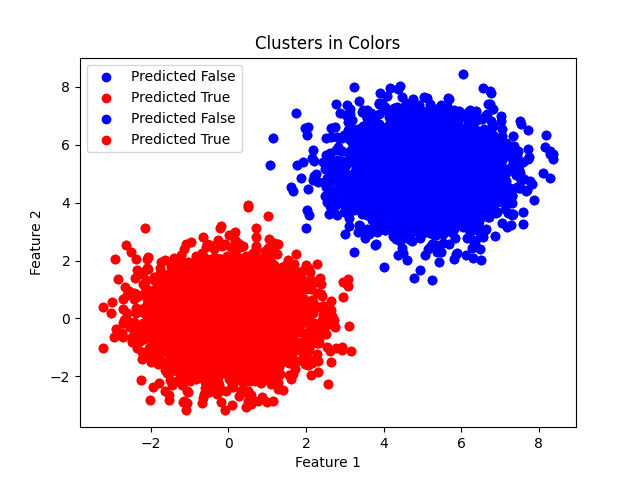 Clusters in Colors
Predicted False
Predicted True
Predicted False
Predicted True
Feature 2
8
6
4
2
0
−2
−2
0
2
4
6
8
Feature 1